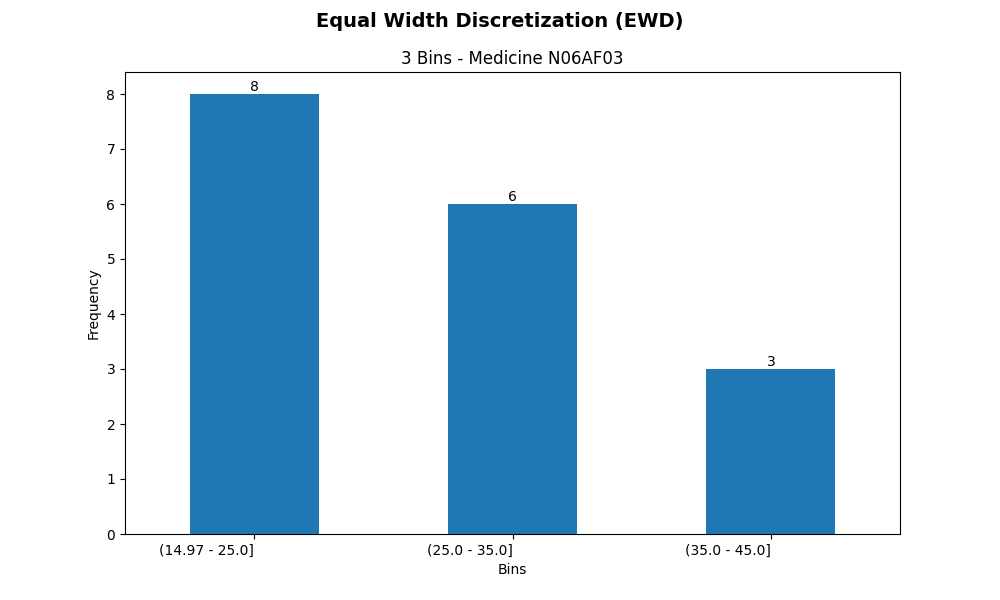 Equal Width Discretization (EWD)
3 Bins - Medicine N06AF03
Frequency
8
7
6
5
4
3
2
1
0
8
6
3
(14.97 - 25.0]
(25.0 - 35.0]
(35.0 - 45.0]
Bins